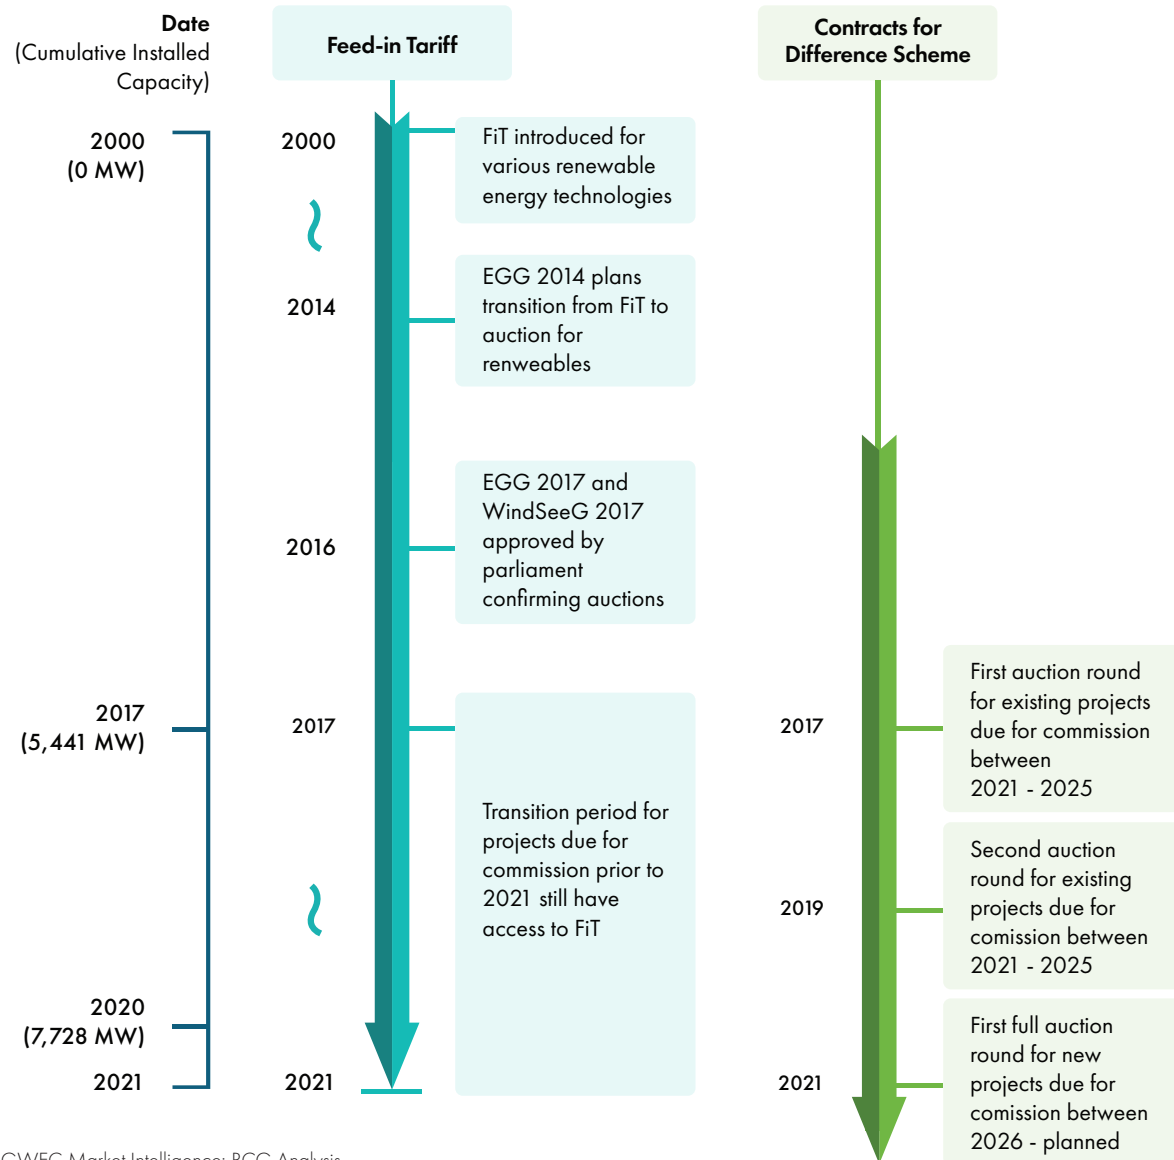 Date
(Cumulative Installed
Capacity)
2000
(0 MW)
2017
(5,441 MW)
2020
(7,728 MW)
2021
Feed-in Tariff
2000
FiT introduced for
various renewable
energy technologies
2014
EGG 2014 plans
transition from FiT to
auction for
renweables
2016
EGG 2017 and
WindSeeG 2017
approved by
parliament
confirming auctions
2017
Transition period for
projects due for
commission prior to
2021 still have
access to FiT
2021
Contracts for
Difference Scheme
2017
First auction round
for existing projects
due for commission
between
2021 - 2025
2019
Second auction
round for existing
projects due for
comission between
2021 - 2025
2021
First full auction
round for new
projects due for
comission between
2026 - planned
GWEC Market Intelligence; RCG Analysis